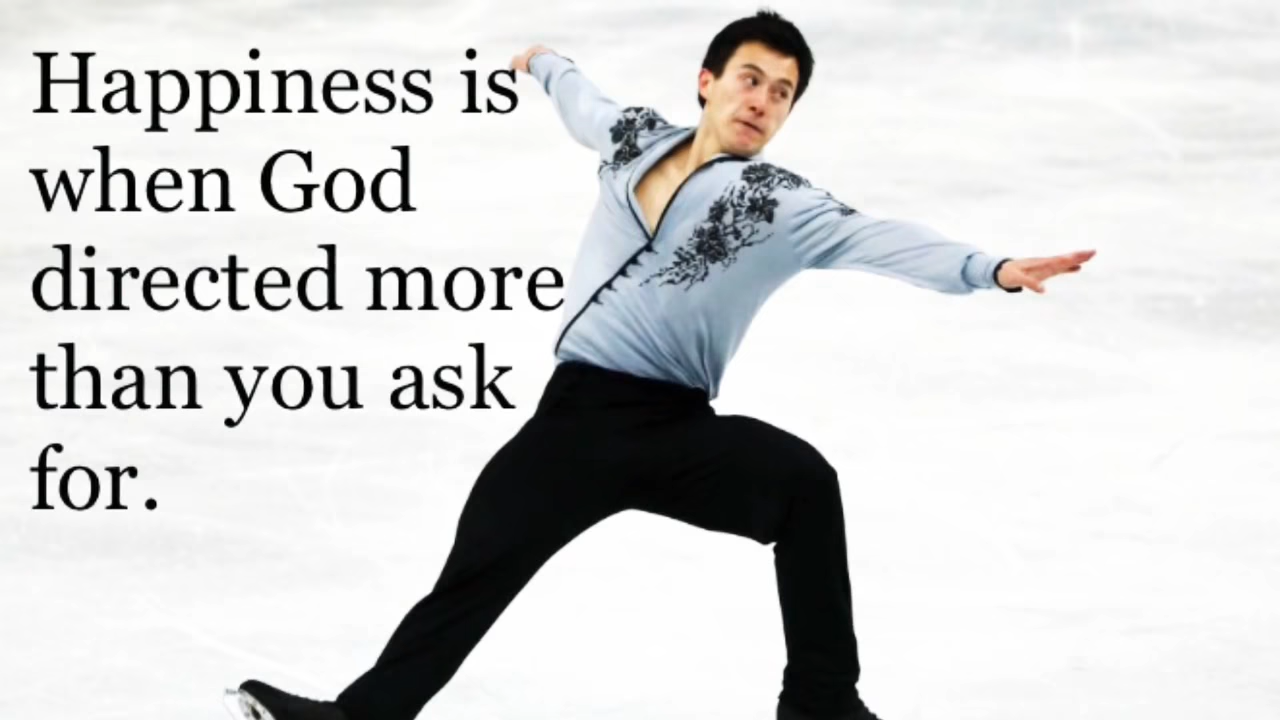 Happiness is
when God
directed more
than you ask
for.